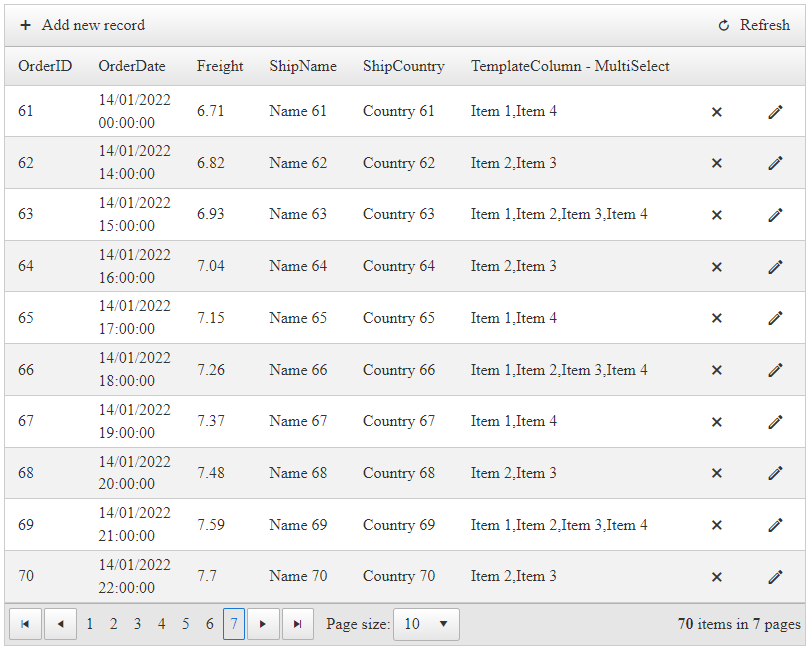 Add new record Refresh
OrderID OrderDate Freight ShipName ShipCountry TemplateColumn - MultiSelect
61 14/01/2022 00:00:00 6.71 Name 61 Country 61 Item 1,Item 4
62 14/01/2022 14:00:00 6.82 Name 62 Country 62 Item 2,Item 3
63 14/01/2022 15:00:00 6.93 Name 63 Country 63 Item 1,Item 2,Item 3,Item 4
64 14/01/2022 16:00:00 7.04 Name 64 Country 64 Item 2,Item 3
65 14/01/2022 17:00:00 7.15 Name 65 Country 65 Item 1,Item 4
66 14/01/2022 18:00:00 7.26 Name 66 Country 66 Item 1,Item 2,Item 3,Item 4
67 14/01/2022 19:00:00 7.37 Name 67 Country 67 Item 1,Item 4
68 14/01/2022 20:00:00 7.48 Name 68 Country 68 Item 2,Item 3
69 14/01/2022 21:00:00 7.59 Name 69 Country 69 Item 1,Item 2,Item 3,Item 4
70 14/01/2022 22:00:00 7.7 Name 70 Country 70 Item 2,Item 3
1 2 3 4 5 6 7 Page size: 10 70 items in 7 pages